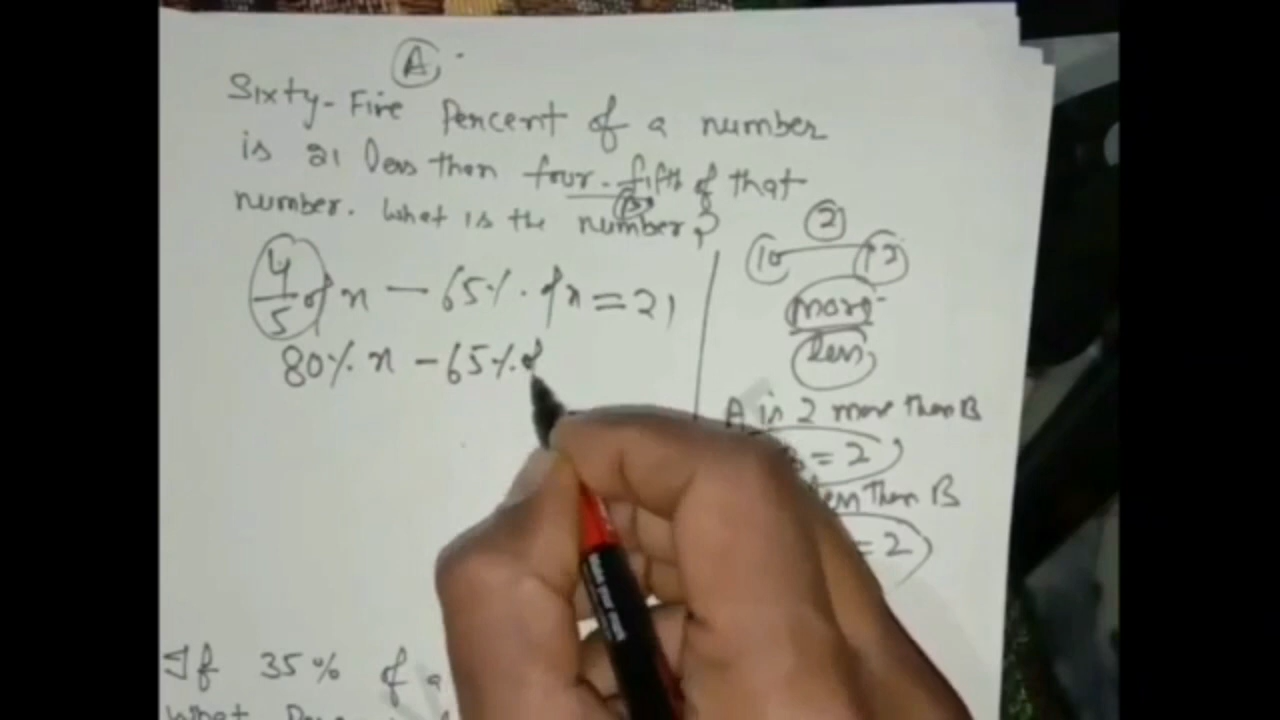 A
Sixty-Five Percent of a number
is 21 less than four-fifth of that
number. What is the number?
B
4/5 of x - 65% of x = 21
80% x - 65% of
2
10 12
more
less
A is 2 more than B
= 2
less than B
= 2
If 35% of a
What